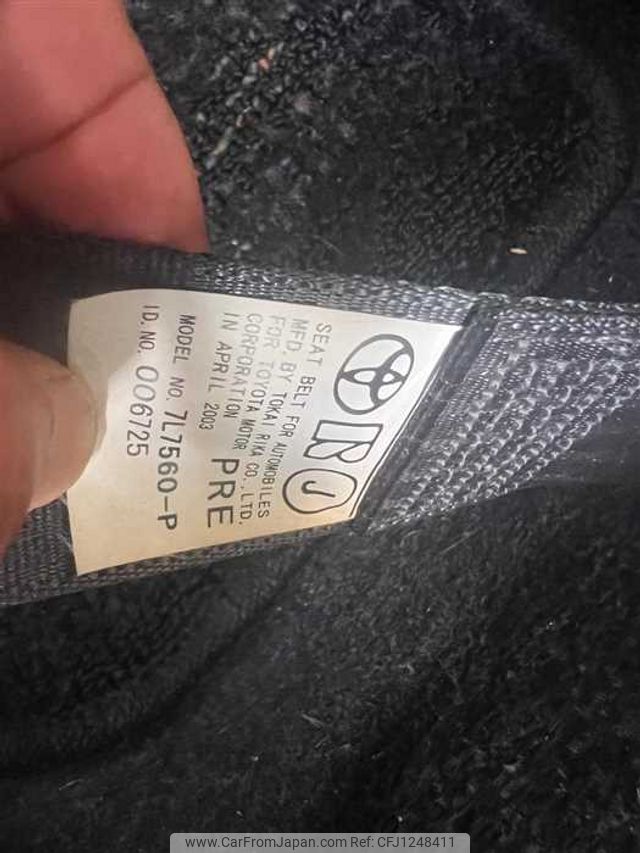 R J
SEAT BELT FOR AUTOMOBILES
MFD. BY TOKAI RIKA CO., LTD.
FOR TOYOTA MOTOR
CORPORATION
IN APRIL 2003 PRE
MODEL NO. 7L7560-P
ID. NO. 006725
www.CarFromJapan.com Ref:CFJ1248411